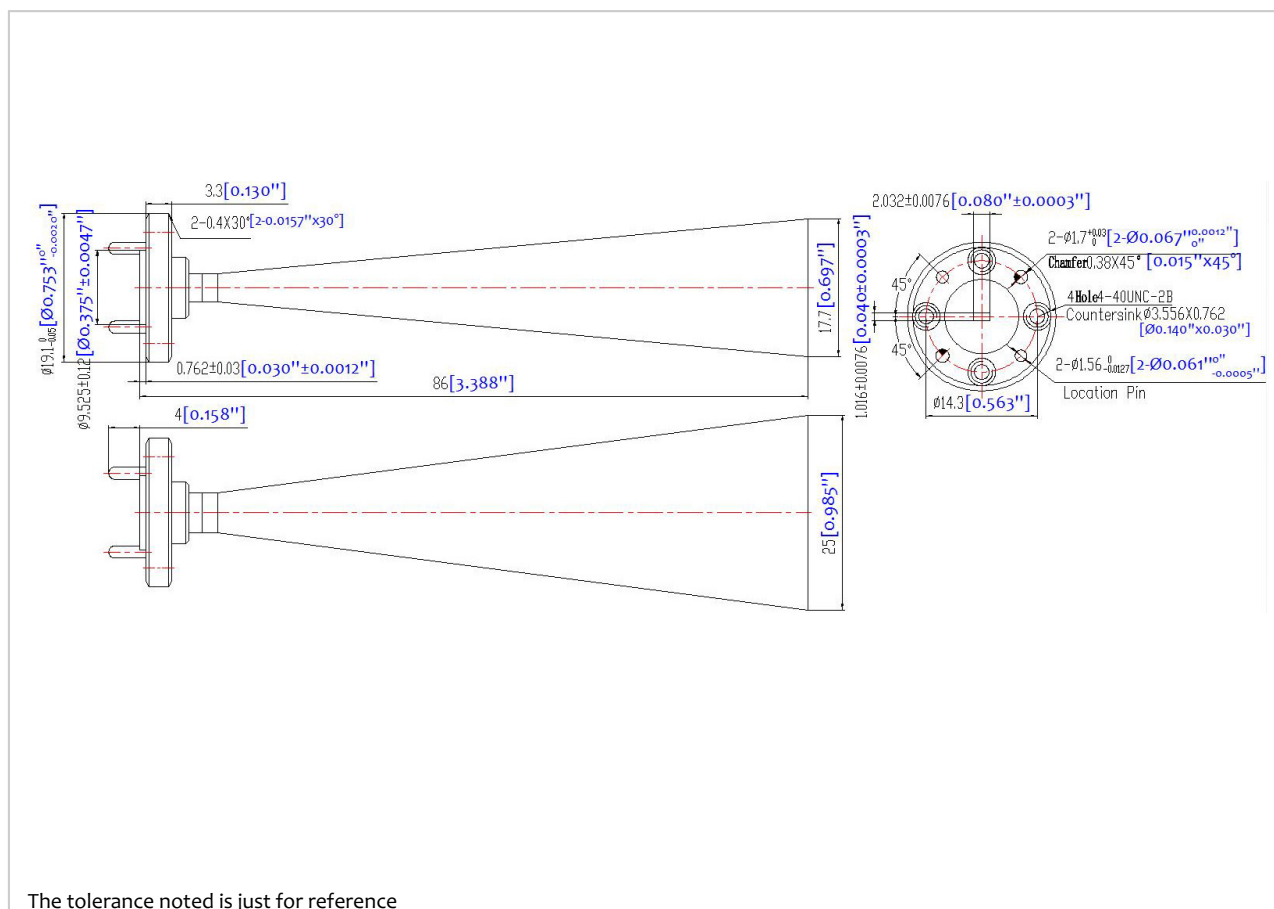 3.3[0.130"]
2-0.4X30°[2-0.0157"x30°]
Ø19.1 0 -0.05[Ø0.753" 0" -0.0020"]
Ø9.525±0.12[Ø0.375"±0.0047"]
0.762±0.03[0.030"±0.0012"]
86[3.388"]
17.7[0.697"]
4[0.158"]
25[0.985"]
2.032±0.0076[0.080"±0.0003"]
1.016±0.0076[0.040±0.0003"]
45°
45°
2-Ø1.7 +0.03 0[2-Ø0.067" 0.0012" 0"]
Chamfer0.38X45° [0.015"X45°]
4Hole4-40UNC-2B
CountersinkØ3.556X0.762
[Ø0.140"x0.030"]
2-Ø1.56 0 -0.0127[2-Ø0.061" 0" -0.0005"]
Location Pin
Ø14.3[0.563"]
The tolerance noted is just for reference